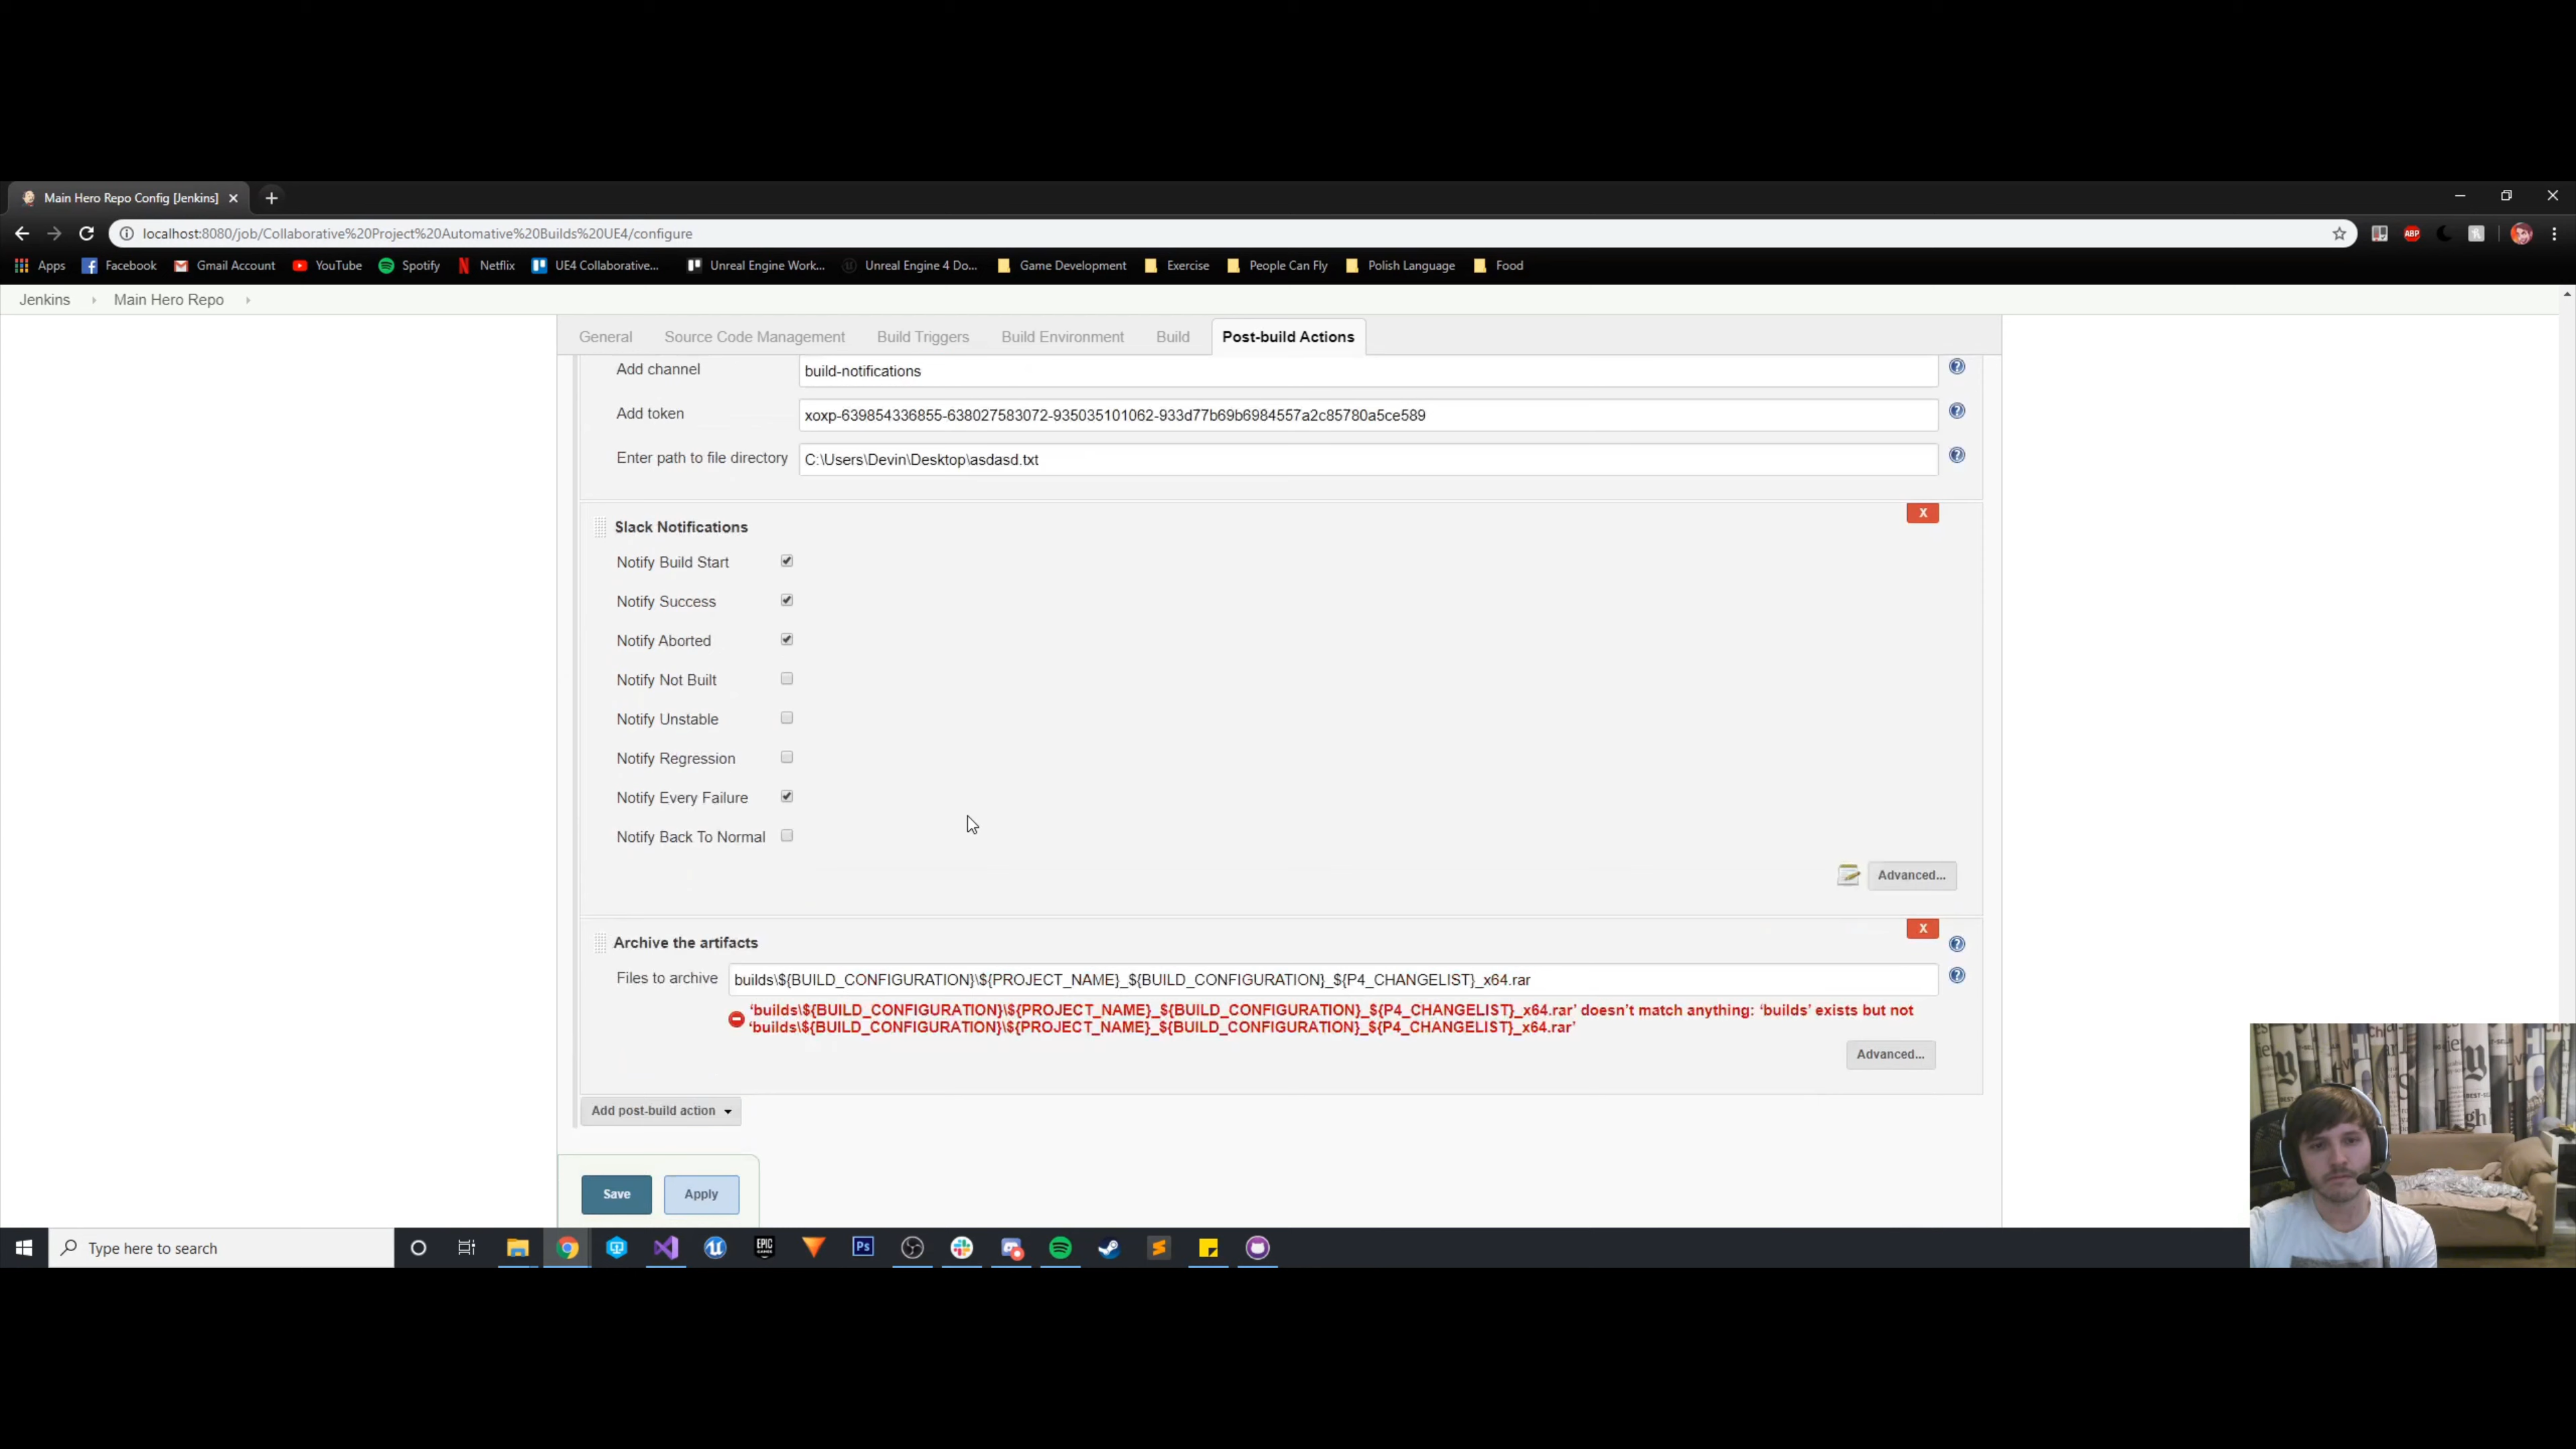 Main Hero Repo Config [Jenkins]
localhost:8080/job/Collaborative%20Project%20Automative%20Builds%20UE4/configure
Apps Facebook Gmail Account YouTube Spotify Netflix UE4 Collaborative... Unreal Engine Work... Unreal Engine 4 Do... Game Development Exercise People Can Fly Polish Language Food
ABP
Jenkins Main Hero Repo
General Source Code Management Build Triggers Build Environment Build Post-build Actions
Add channel build-notifications
Add token xoxp-639854336855-638027583072-935035101062-933d77b69b6984557a2c85780a5ce589
Enter path to file directory C:\Users\Devin\Desktop\asdasd.txt
X
Slack Notifications
Notify Build Start
Notify Success
Notify Aborted
Notify Not Built
Notify Unstable
Notify Regression
Notify Every Failure
Notify Back To Normal
Advanced...
X
Archive the artifacts
Files to archive builds\${BUILD_CONFIGURATION}\${PROJECT_NAME}_${BUILD_CONFIGURATION}_${P4_CHANGELIST}_x64.rar
‘builds\${BUILD_CONFIGURATION}\${PROJECT_NAME}_${BUILD_CONFIGURATION}_${P4_CHANGELIST}_x64.rar’ doesn’t match anything: ‘builds’ exists but not
‘builds\${BUILD_CONFIGURATION}\${PROJECT_NAME}_${BUILD_CONFIGURATION}_${P4_CHANGELIST}_x64.rar’
Advanced...
Add post-build action
Save Apply
Type here to search
EPIC GAMES
Ps